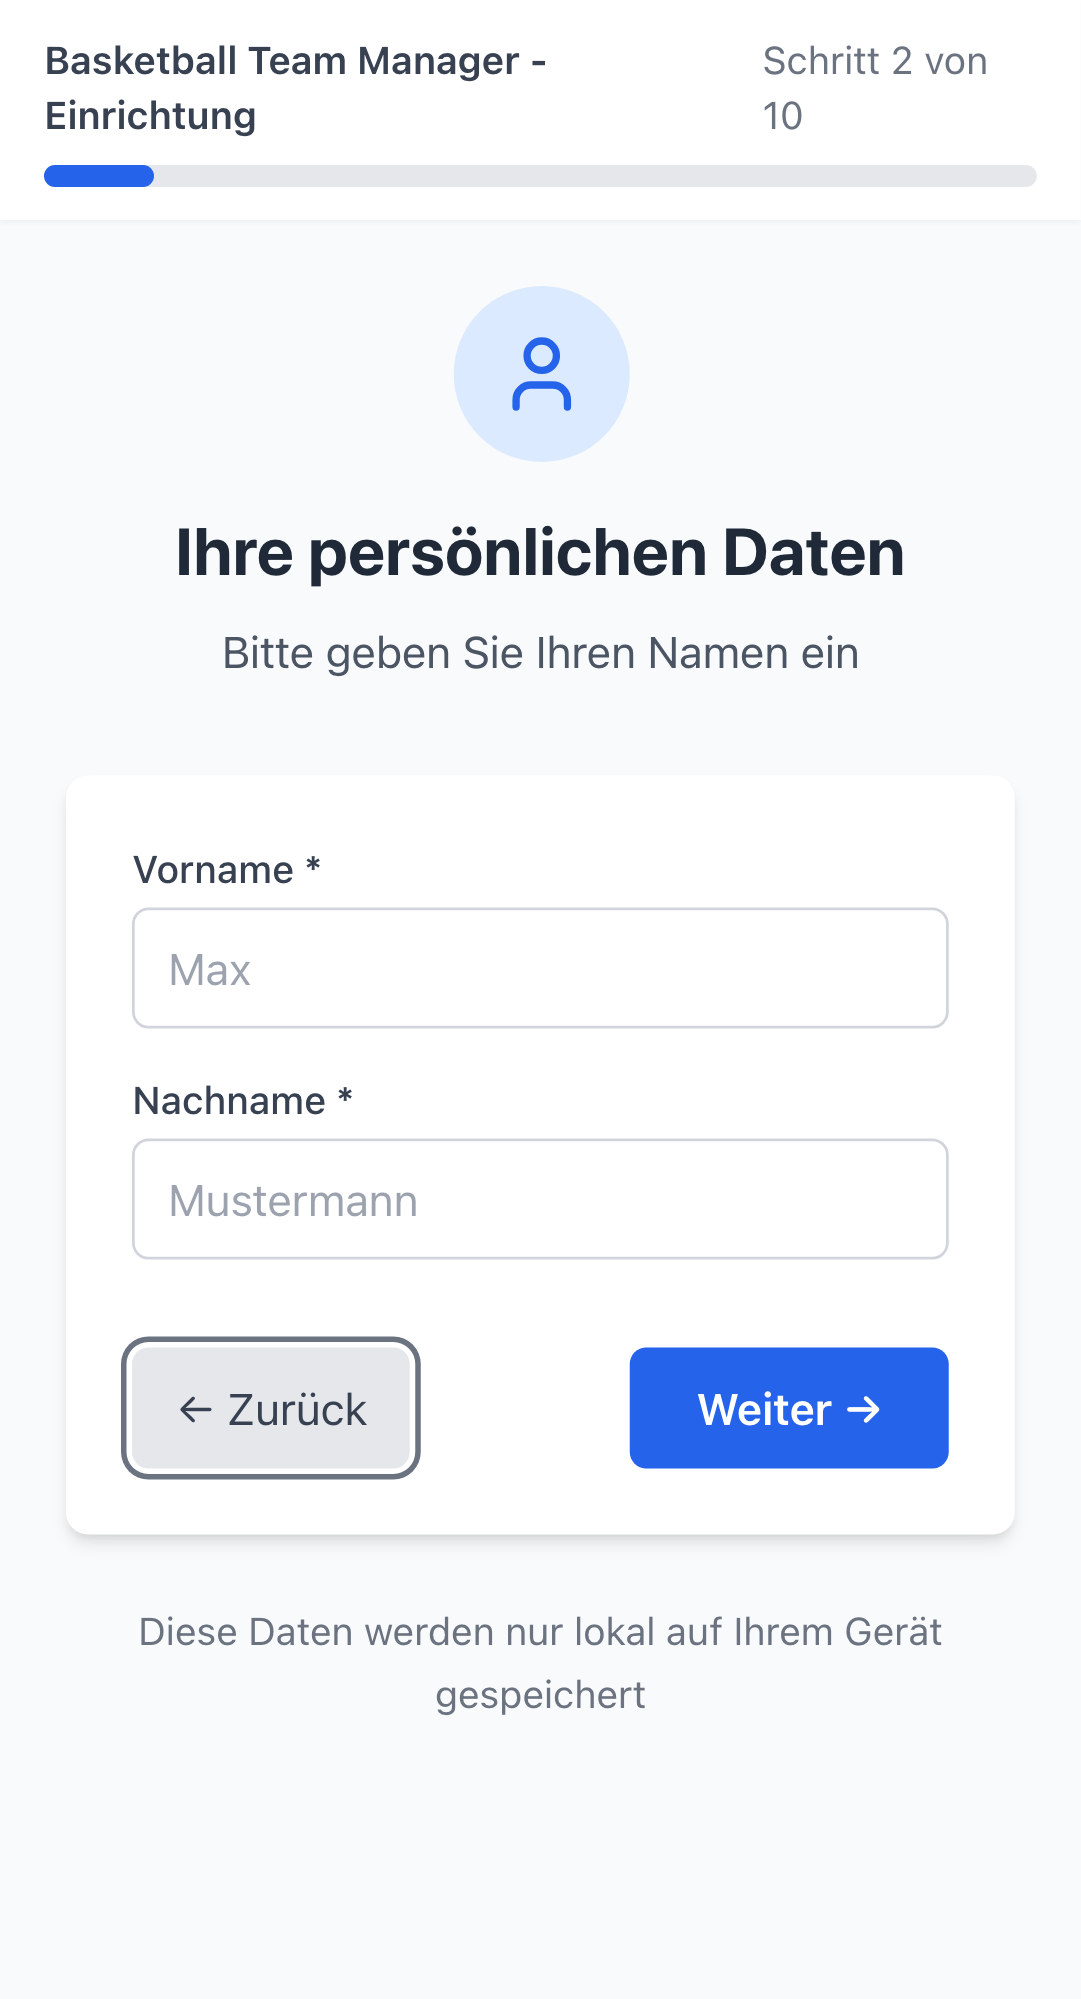 Basketball Team Manager -
Einrichtung
Schritt 2 von
10
Ihre persönlichen Daten
Bitte geben Sie Ihren Namen ein
Vorname *
Max
Nachname *
Mustermann
← Zurück
Weiter →
Diese Daten werden nur lokal auf Ihrem Gerät
gespeichert